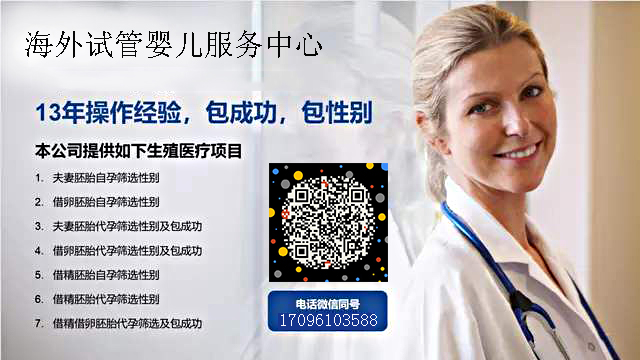 海外试管婴儿服务中心
13年操作经验，包成功，包性别
本公司提供如下生殖医疗项目
1. 夫妻胚胎自孕筛选性别
2. 借卵胚胎自孕筛选性别
3. 夫妻胚胎代孕筛选性别及包成功
4. 借卵胚胎代孕筛选性别及包成功
5. 借精胚胎自孕筛选性别
6. 借精胚胎代孕筛选性别
7. 借精借卵胚胎代孕筛选及包成功
电话微信同号
17096103588